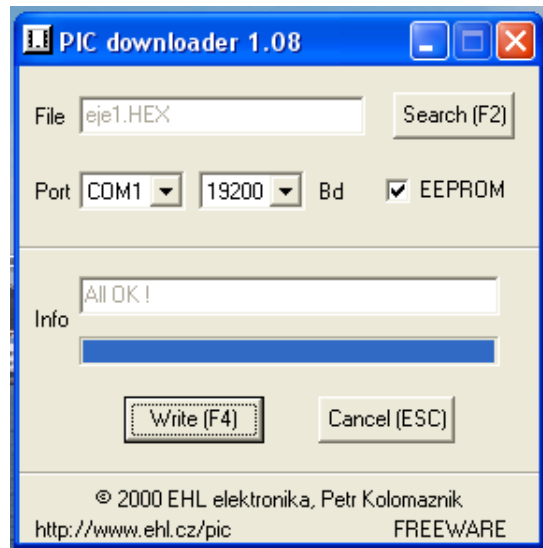 PIC downloader 1.08
File eje1.HEX Search (F2)
Port COM1 19200 Bd EEPROM
All OK !
Info
Write (F4) Cancel (ESC)
© 2000 EHL elektronika, Petr Kolomaznik
http://www.ehl.cz/pic FREEWARE